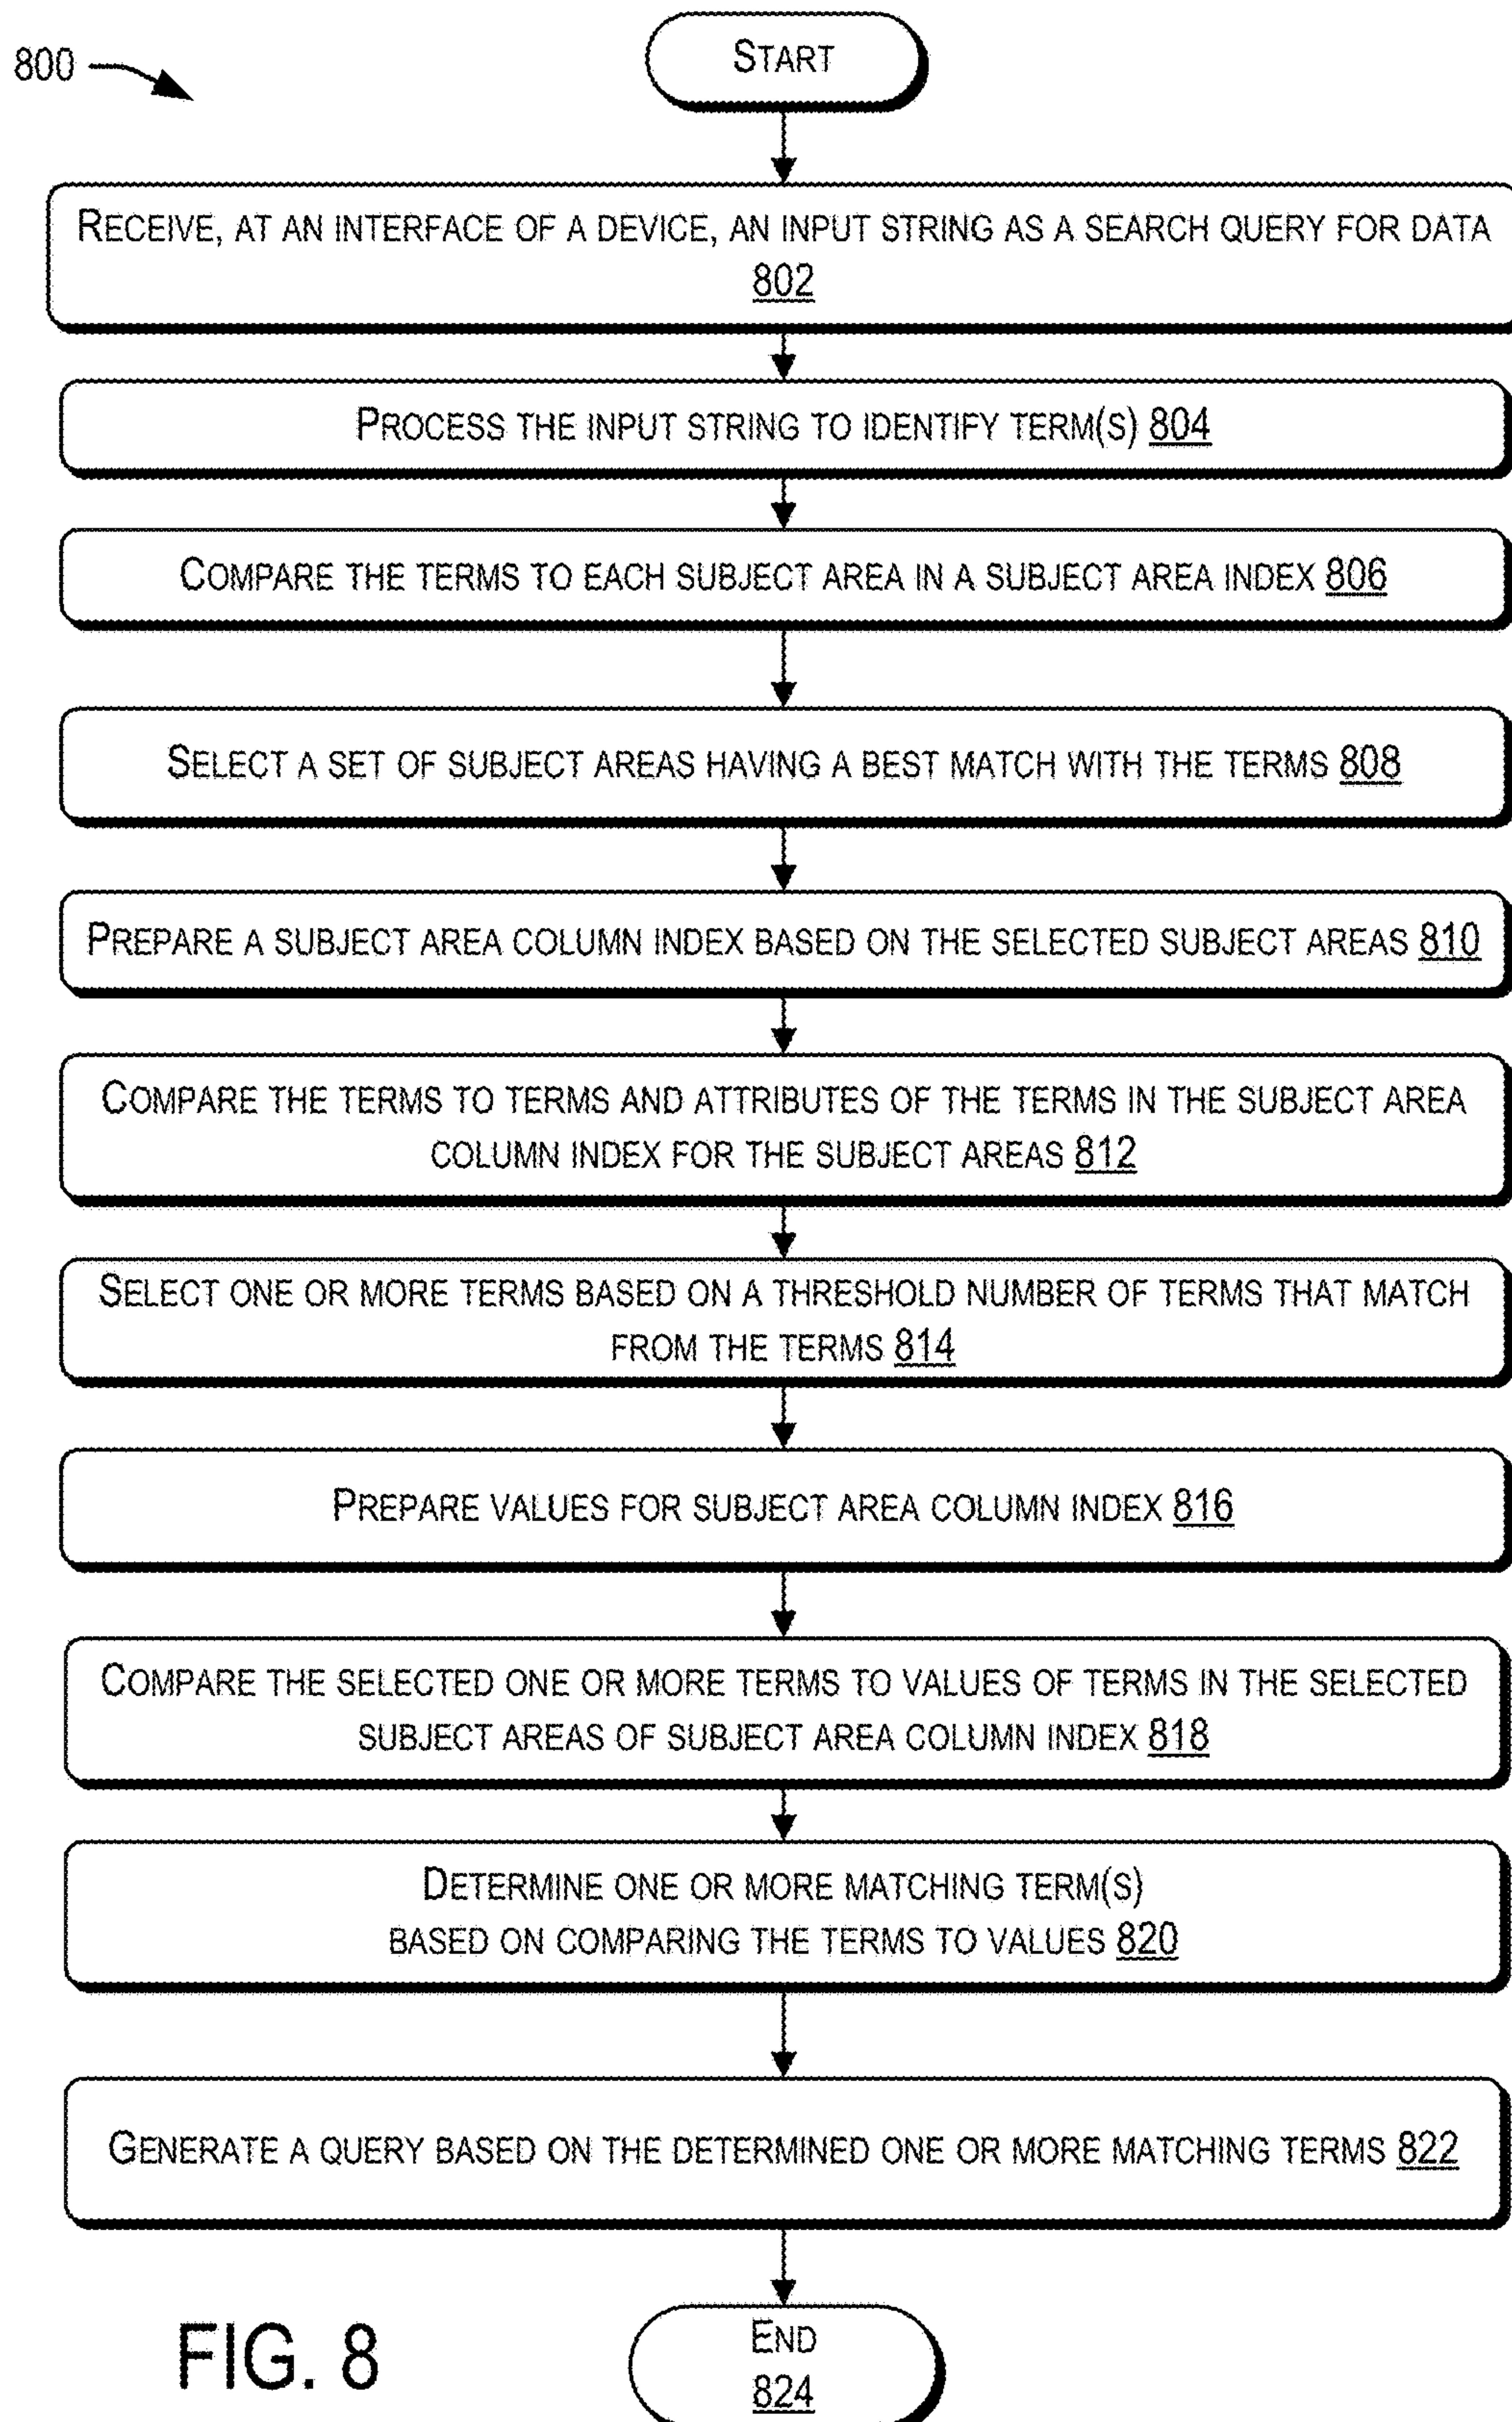 800
START
RECEIVE, AT AN INTERFACE OF A DEVICE, AN INPUT STRING AS A SEARCH QUERY FOR DATA
802
PROCESS THE INPUT STRING TO IDENTIFY TERM(S) 804
COMPARE THE TERMS TO EACH SUBJECT AREA IN A SUBJECT AREA INDEX 806
SELECT A SET OF SUBJECT AREAS HAVING A BEST MATCH WITH THE TERMS 808
PREPARE A SUBJECT AREA COLUMN INDEX BASED ON THE SELECTED SUBJECT AREAS 810
COMPARE THE TERMS TO TERMS AND ATTRIBUTES OF THE TERMS IN THE SUBJECT AREA
COLUMN INDEX FOR THE SUBJECT AREAS 812
SELECT ONE OR MORE TERMS BASED ON A THRESHOLD NUMBER OF TERMS THAT MATCH
FROM THE TERMS 814
PREPARE VALUES FOR SUBJECT AREA COLUMN INDEX 816
COMPARE THE SELECTED ONE OR MORE TERMS TO VALUES OF TERMS IN THE SELECTED
SUBJECT AREAS OF SUBJECT AREA COLUMN INDEX 818
DETERMINE ONE OR MORE MATCHING TERM(S)
BASED ON COMPARING THE TERMS TO VALUES 820
GENERATE A QUERY BASED ON THE DETERMINED ONE OR MORE MATCHING TERMS 822
END
824
FIG. 8